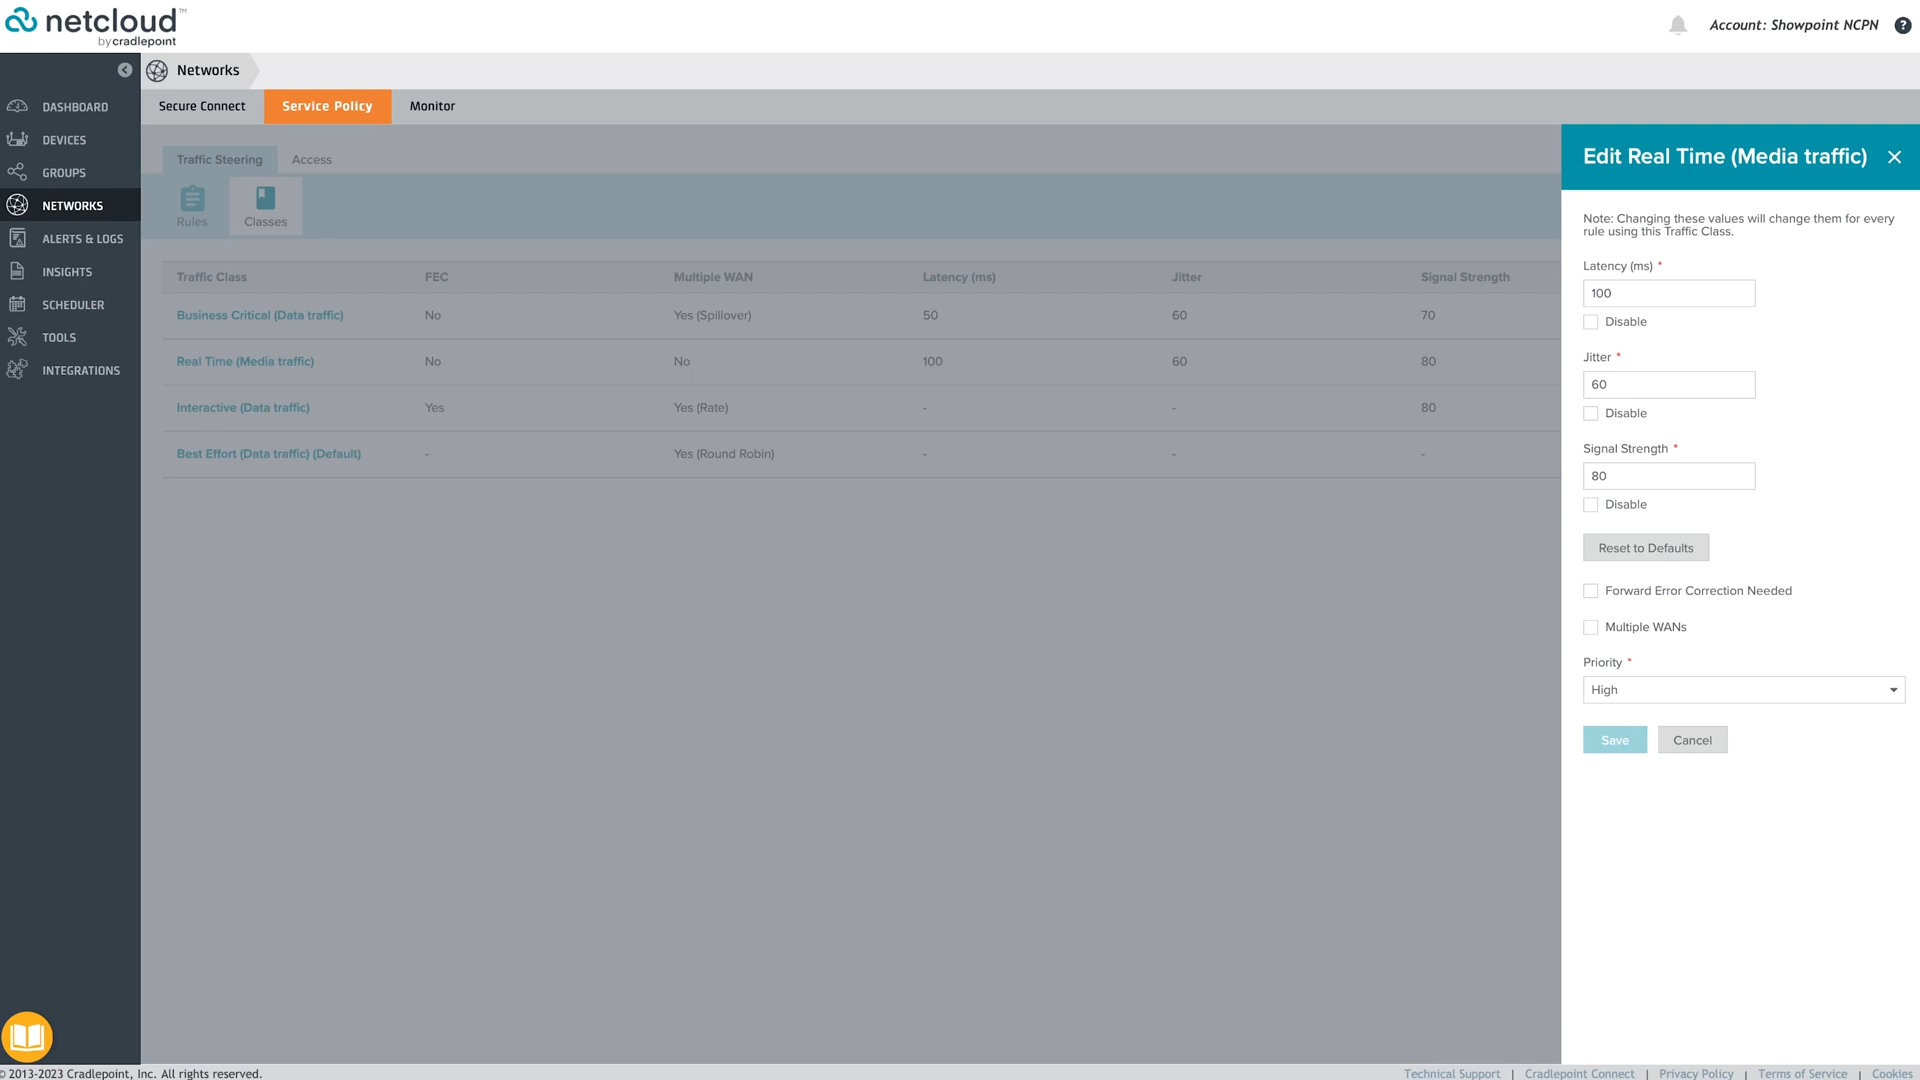 netcloud™
by cradlepoint
Account: Showpoint NCPN
?
Networks
Secure Connect
Service Policy
Monitor
DASHBOARD
DEVICES
GROUPS
NETWORKS
ALERTS & LOGS
INSIGHTS
SCHEDULER
TOOLS
INTEGRATIONS
Traffic Steering
Access
Rules
Classes
Traffic Class FEC Multiple WAN Latency (ms) Jitter Signal Strength
Business Critical (Data traffic) No Yes (Spillover) 50 60 70
Real Time (Media traffic) No No 100 60 80
Interactive (Data traffic) Yes Yes (Rate) - - 80
Best Effort (Data traffic) (Default) - Yes (Round Robin) - - -
Edit Real Time (Media traffic)
Note: Changing these values will change them for every
rule using this Traffic Class.
Latency (ms) *
100
Disable
Jitter *
60
Disable
Signal Strength *
80
Disable
Reset to Defaults
Forward Error Correction Needed
Multiple WANs
Priority *
High
Save
Cancel
© 2013-2023 Cradlepoint, Inc. All rights reserved.
Technical Support | Cradlepoint Connect | Privacy Policy | Terms of Service | Cookies